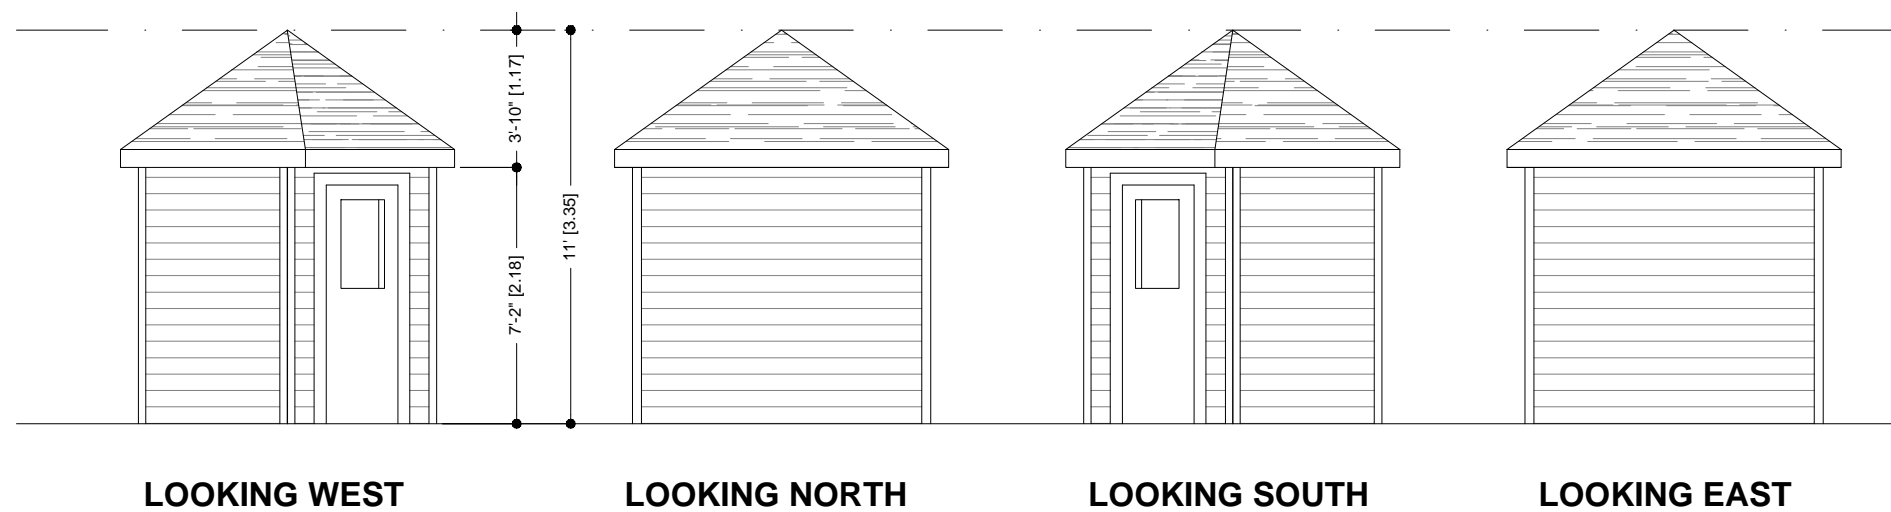 3'-10" [1.17]
7'-2" [2.18]
11' [3.35]
LOOKING WEST
LOOKING NORTH
LOOKING SOUTH
LOOKING EAST